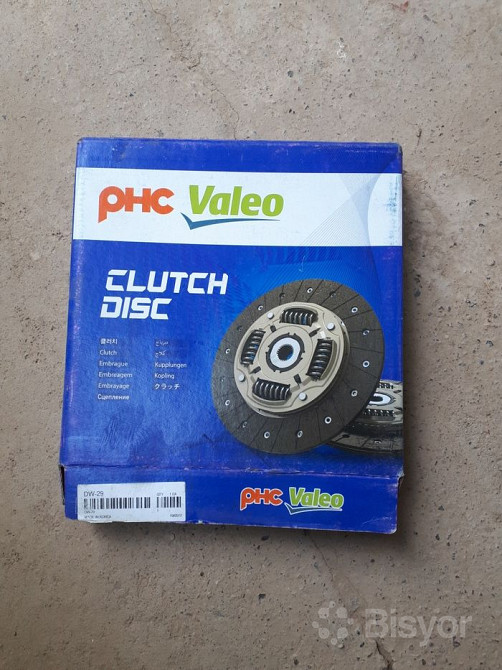 PHC Valeo
CLUTCH
DISC
클러치
Clutch
Embrague Kupplungen
Embreagem Kopling
Embrayage クラッチ
Сцепление
DW-29
PHC Valeo
Bisyor